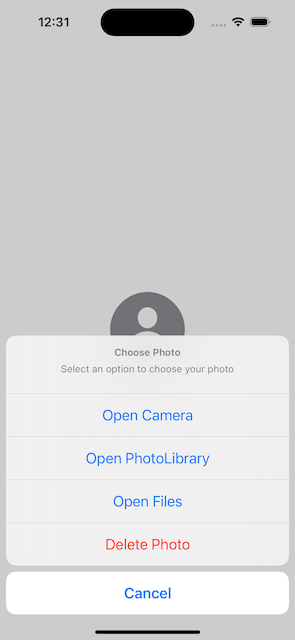 12:31
Choose Photo
Select an option to choose your photo
Open Camera
Open PhotoLibrary
Open Files
Delete Photo
Cancel